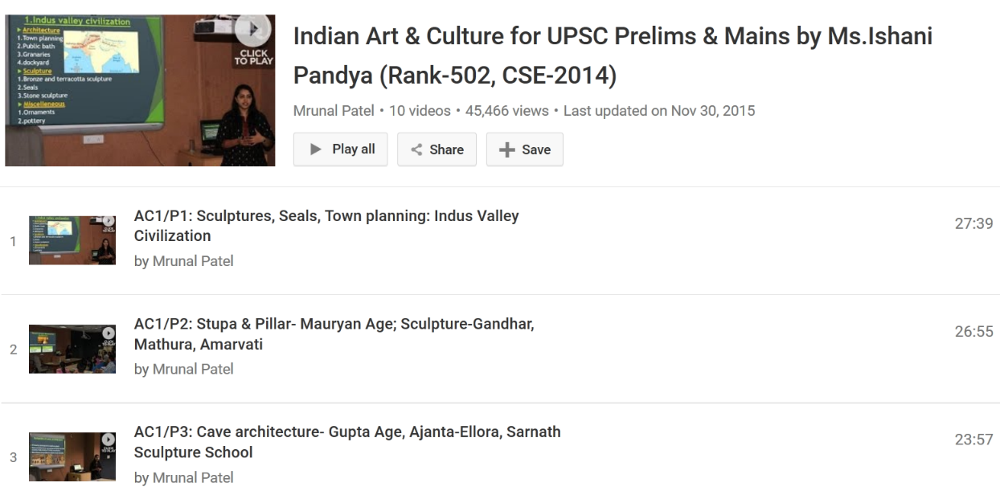 1.Indus valley civilization
Architecture
1.Town planning
2.Public bath
3.Granaries
4.dockyard
Sculpture
1.Bronze and terracotta sculpture
2.Seals
3.Stone sculpture
Miscellaneous
1.Ornaments
2.pottery
CLICK
TO PLAY
Indian Art & Culture for UPSC Prelims & Mains by Ms.Ishani
Pandya (Rank-502, CSE-2014)
Mrunal Patel • 10 videos • 45,466 views • Last updated on Nov 30, 2015
Play all Share Save
1
AC1/P1: Sculptures, Seals, Town planning: Indus Valley
Civilization
by Mrunal Patel
27:39
2
AC1/P2: Stupa & Pillar- Mauryan Age; Sculpture-Gandhar,
Mathura, Amarvati
by Mrunal Patel
26:55
3
AC1/P3: Cave architecture- Gupta Age, Ajanta-Ellora, Sarnath
Sculpture School
by Mrunal Patel
23:57